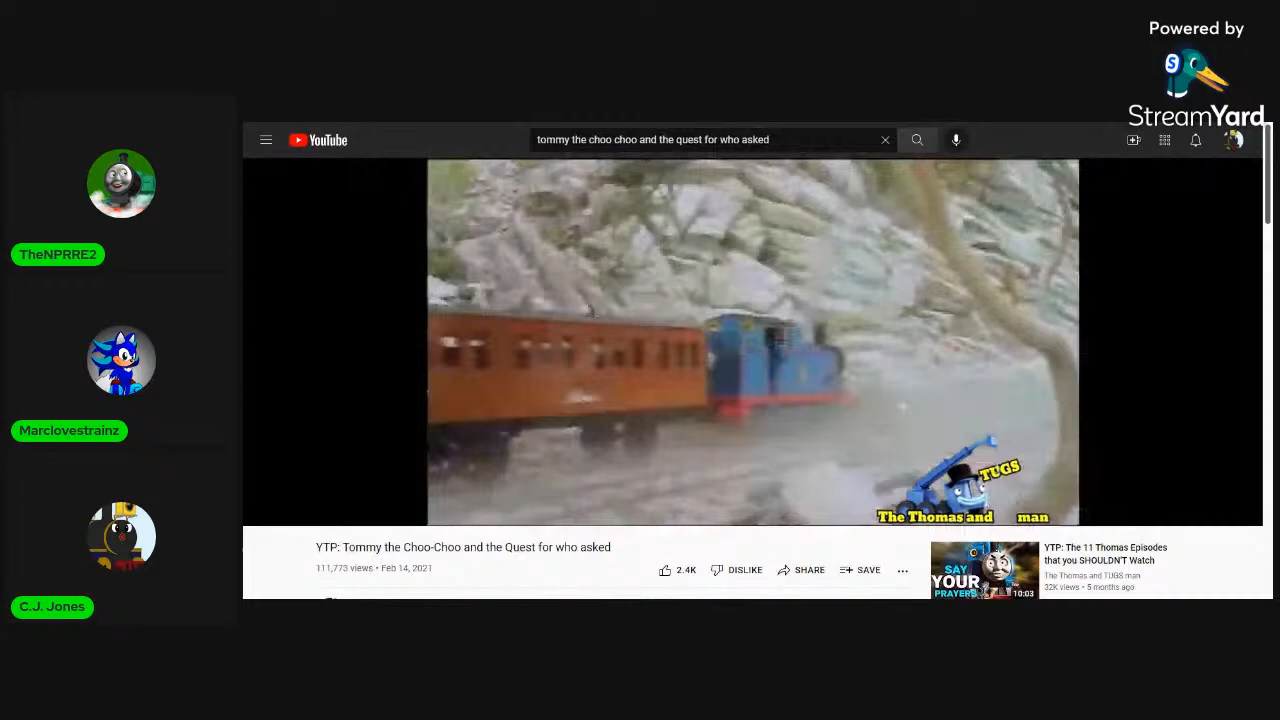 Powered by
S
StreamYard
YouTube
tommy the choo choo and the quest for who asked
TheNPRRE2
Marclovestrainz
C.J. Jones
TUGS
The Thomas and man
YTP: Tommy the Choo-Choo and the Quest for who asked
111,773 views • Feb 14, 2021
2.4K
DISLIKE
SHARE
SAVE
SAY
YOUR
PRAYERS
10:03
YTP: The 11 Thomas Episodes
that you SHOULDN'T Watch
The Thomas and TUGS man
32K views • 5 months ago